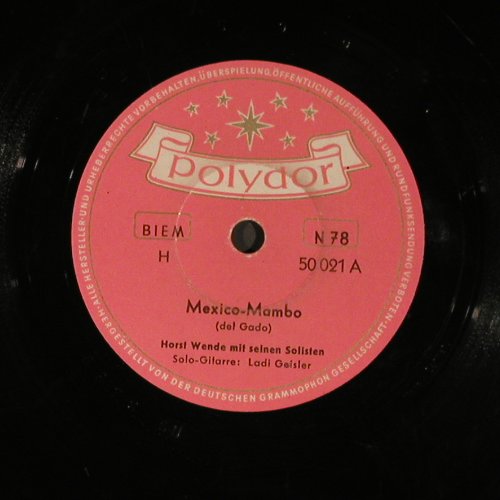 ALLE HERSTELLER- UND URHEBERRECHTE VORBEHALTEN, ÜBERSPIELUNG, ÖFFENTLICHE AUFFÜHRUNG UND RUNDFUNKSENDUNG VERBOTEN
polydor
BIEM
N 78
H
50 021 A
Mexico-Mambo
(del Gado)
Horst Wende mit seinen Solisten
Solo-Gitarre: Ladi Geisler
HERGESTELLT VON DER DEUTSCHEN GRAMMOPHON GESELLSCHAFT